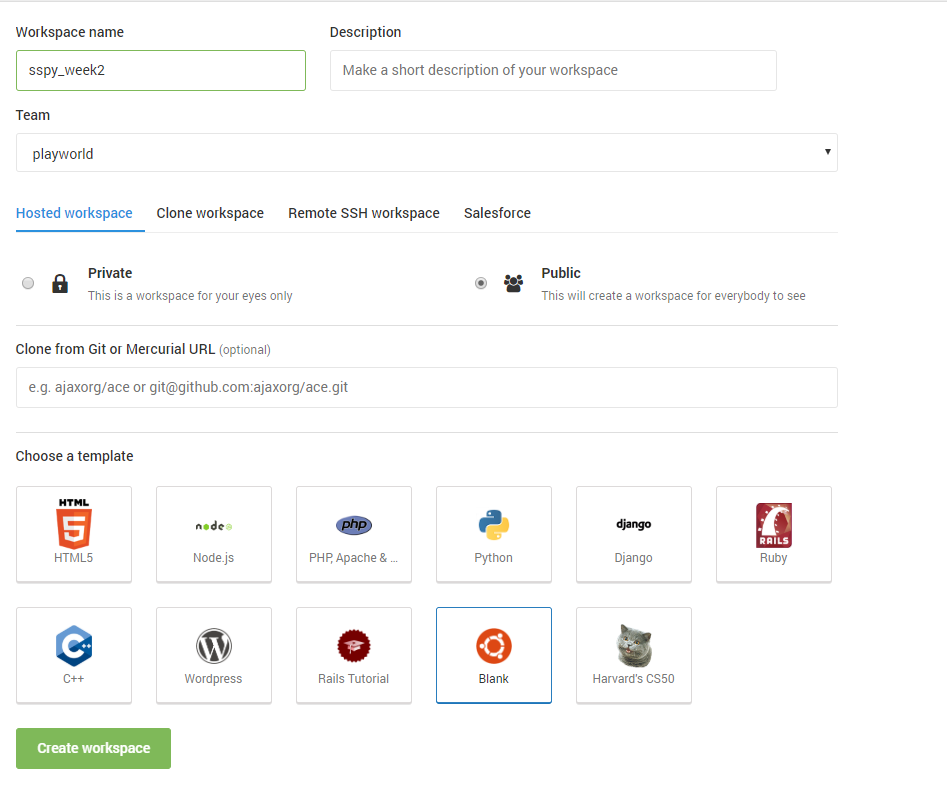 Workspace name
Description
sspy_week2
Make a short description of your workspace
Team
playworld
Hosted workspace
Clone workspace
Remote SSH workspace
Salesforce
Private
This is a workspace for your eyes only
Public
This will create a workspace for everybody to see
Clone from Git or Mercurial URL (optional)
e.g. ajaxorg/ace or git@github.com:ajaxorg/ace.git
Choose a template
HTML
5
HTML5
node
Node.js
php
PHP, Apache & ...
Python
django
Django
RAILS
Ruby
C++
C++
W
Wordpress
Rails Tutorial
Blank
Harvard's CS50
Create workspace